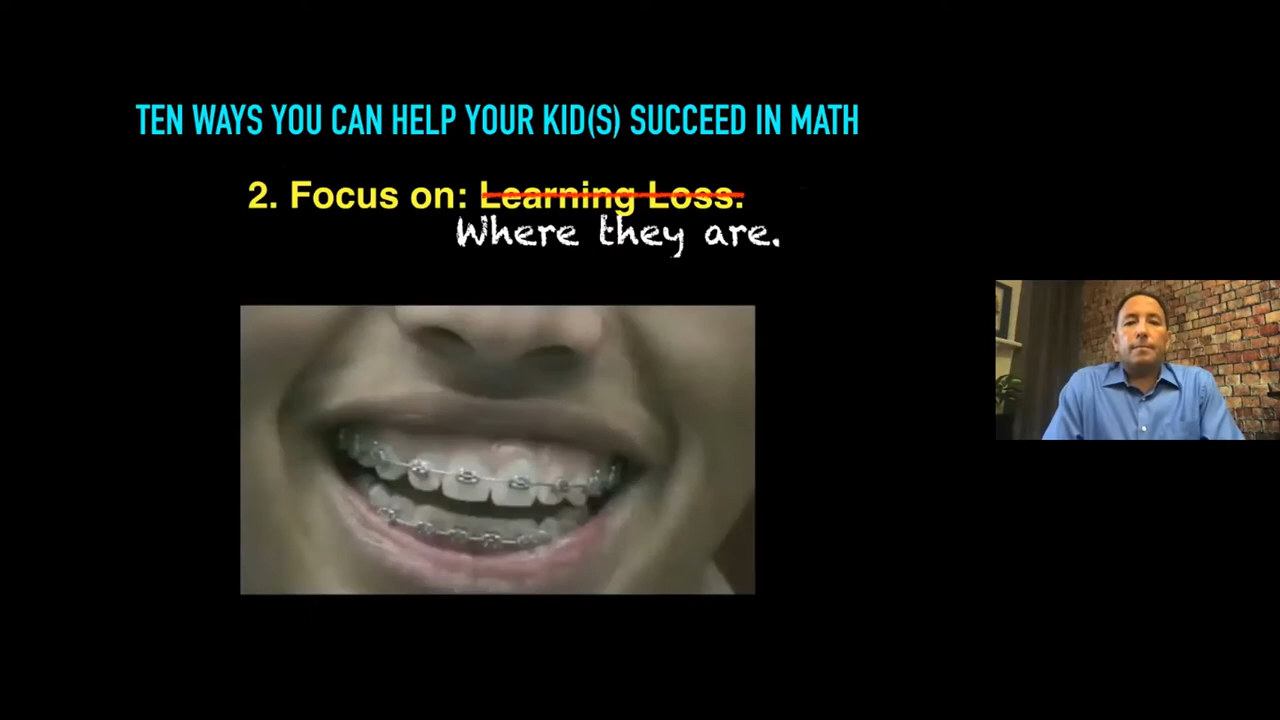 TEN WAYS YOU CAN HELP YOUR KID(S) SUCCEED IN MATH
2. Focus on: Learning Loss.
Where they are.